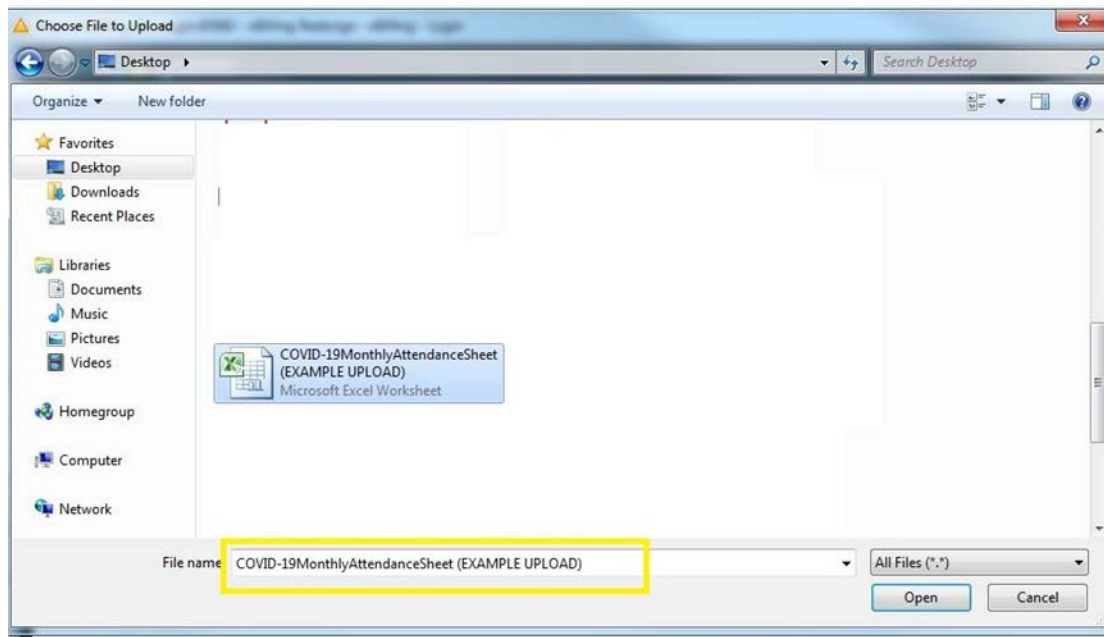 Choose File to Upload
Desktop
Search Desktop
Organize
New folder
Favorites
Desktop
Downloads
Recent Places
Libraries
Documents
Music
Pictures
Videos
Homegroup
Computer
Network
COVID-19MonthlyAttendanceSheet
(EXAMPLE UPLOAD)
Microsoft Excel Worksheet
File name
COVID-19MonthlyAttendanceSheet (EXAMPLE UPLOAD)
All Files (*.*)
Open
Cancel